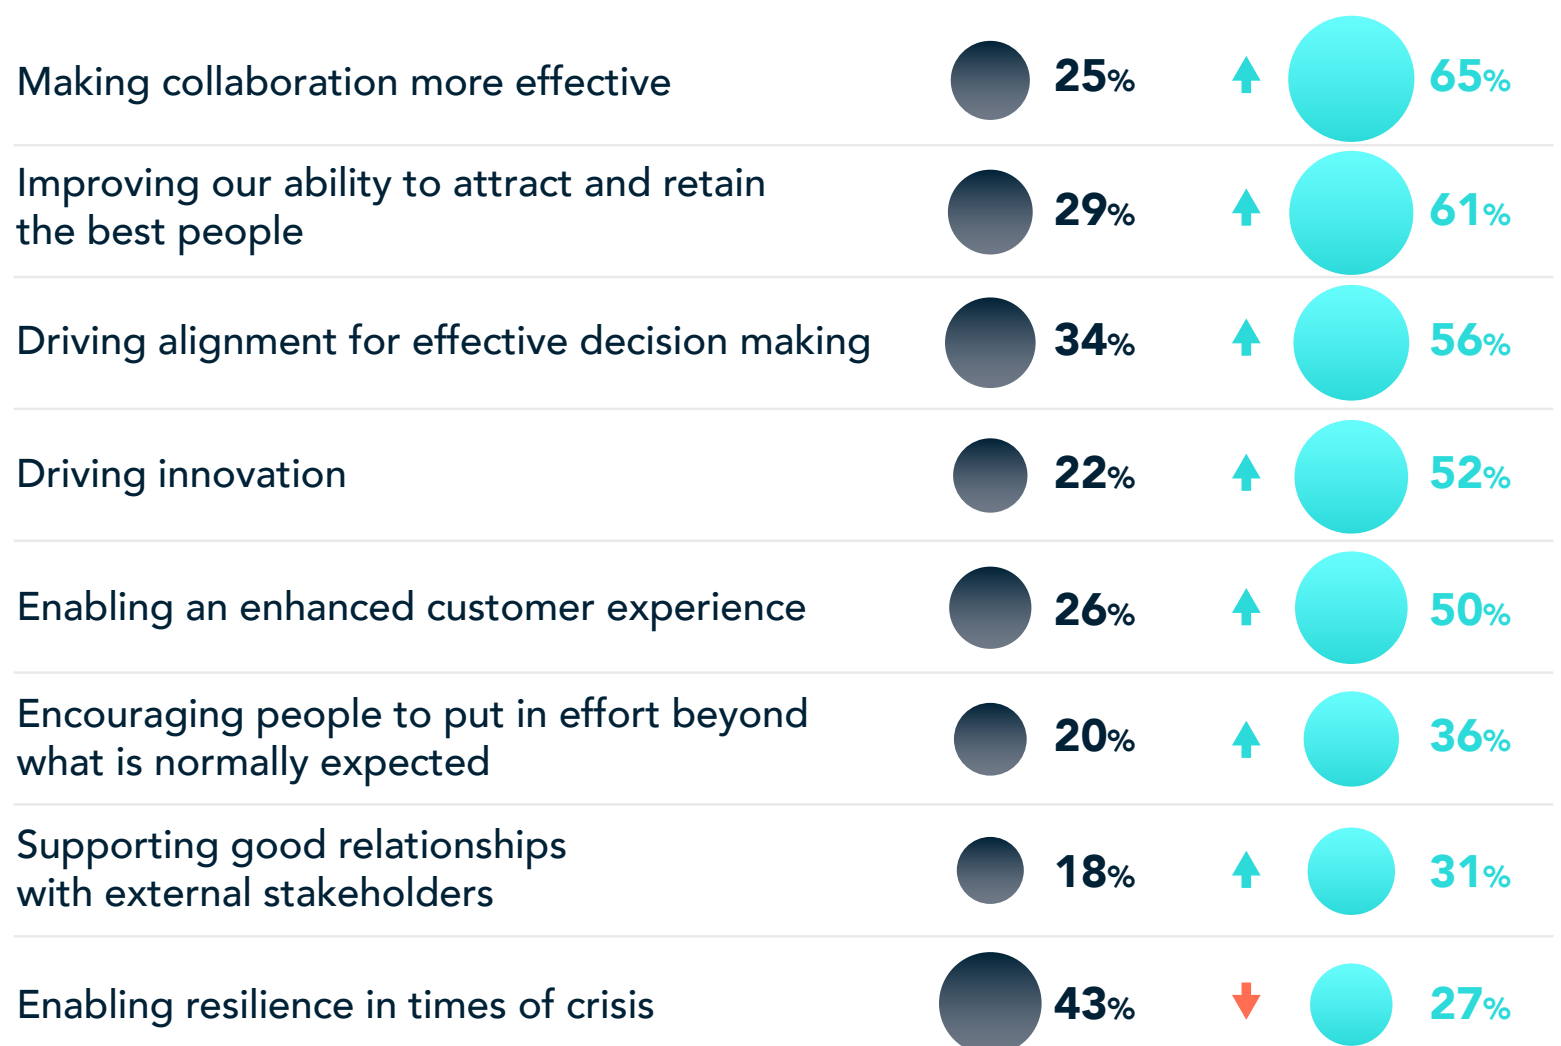 Making collaboration more effective 25% 65%
Improving our ability to attract and retain
the best people 29% 61%
Driving alignment for effective decision making 34% 56%
Driving innovation 22% 52%
Enabling an enhanced customer experience 26% 50%
Encouraging people to put in effort beyond
what is normally expected 20% 36%
Supporting good relationships
with external stakeholders 18% 31%
Enabling resilience in times of crisis 43% 27%